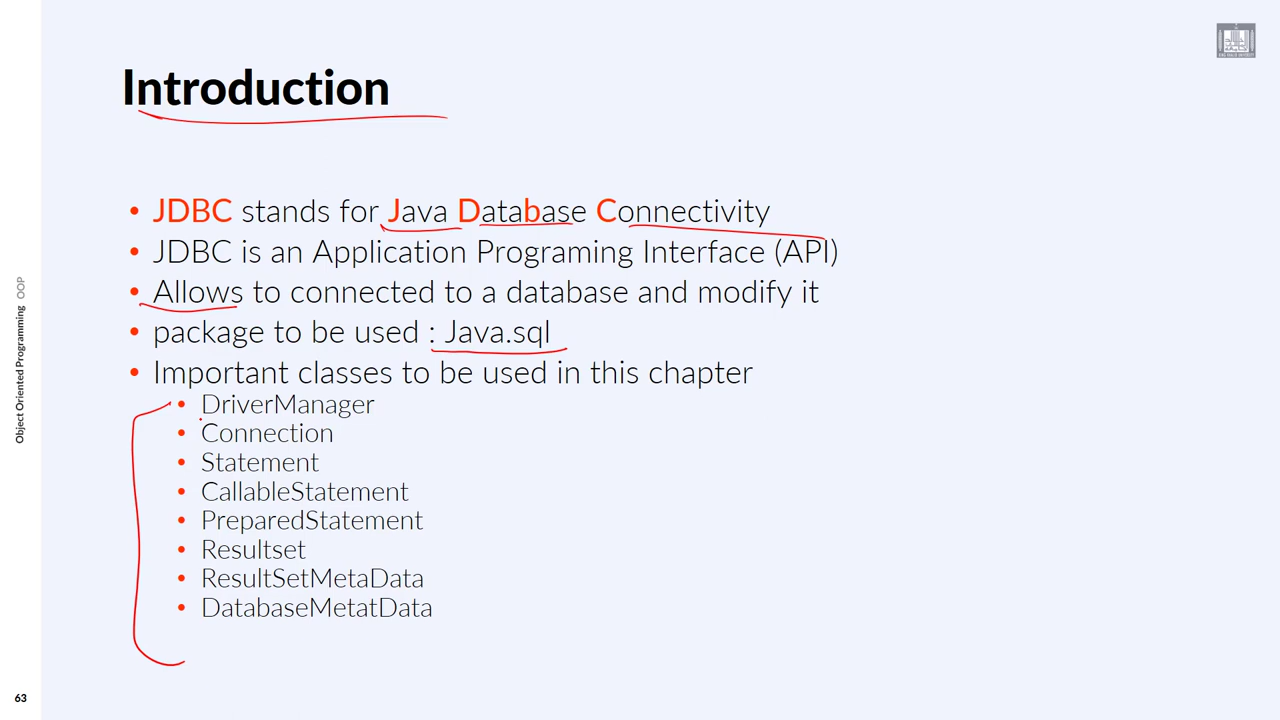 Introduction
• JDBC stands for Java Database Connectivity
• JDBC is an Application Programing Interface (API)
• Allows to connected to a database and modify it
• package to be used : Java.sql
• Important classes to be used in this chapter
• DriverManager
• Connection
• Statement
• CallableStatement
• PreparedStatement
• Resultset
• ResultSetMetaData
• DatabaseMetatData
Object Oriented Programming OOP
63